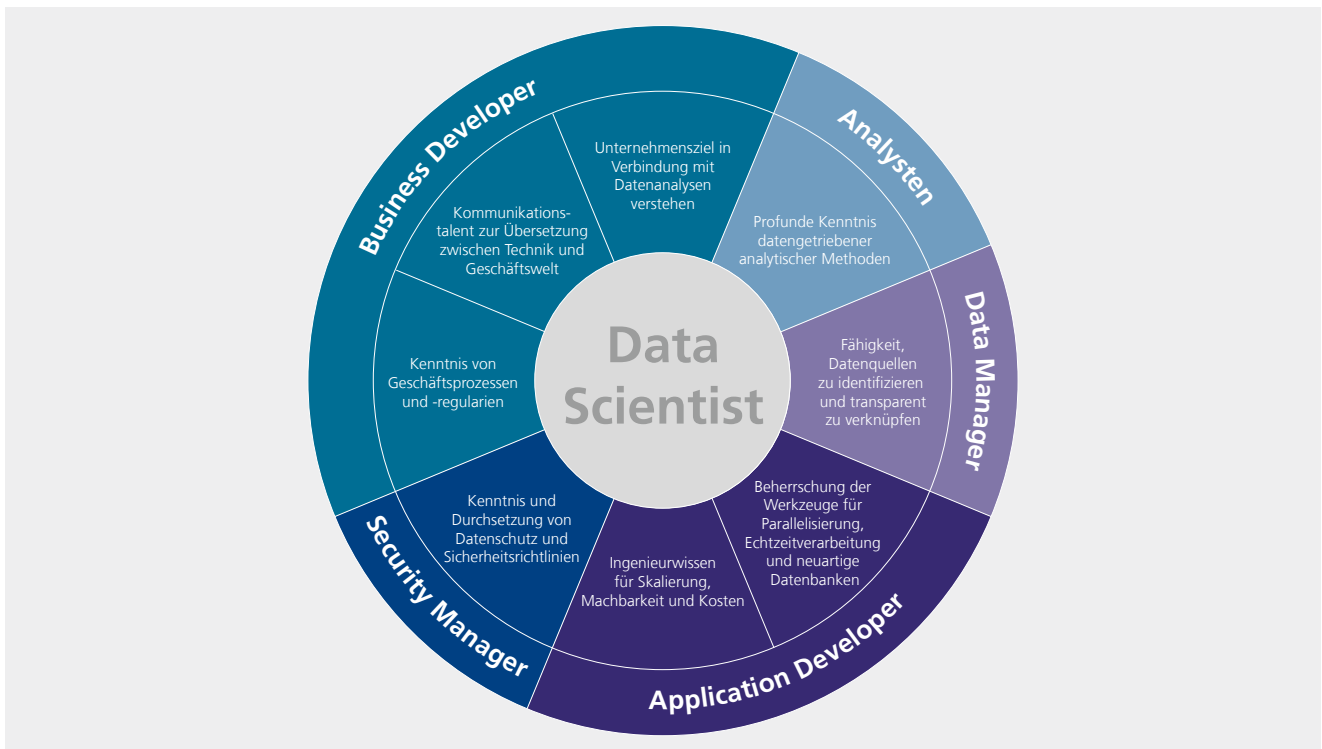 Business Developer
Unternehmensziel in
Verbindung mit
Datenanalysen
verstehen
Kommunikations-
talent zur Übersetzung
zwischen Technik und
Geschäftswelt
Kenntnis von
Geschäftsprozessen
und -regularien
Analysten
Profunde Kenntnis
datengetriebener
analytischer Methoden
Data Manager
Fähigkeit,
Datenquellen
zu identifizieren
und transparent
zu verknüpfen
Data
Scientist
Application Developer
Beherrschung der
Werkzeuge für
Parallelisierung,
Echtzeitverarbeitung
und neuartige
Datenbanken
Ingenieurwissen
für Skalierung,
Machbarkeit und Kosten
Security Manager
Kenntnis und
Durchsetzung von
Datenschutz und
Sicherheitsrichtlinien